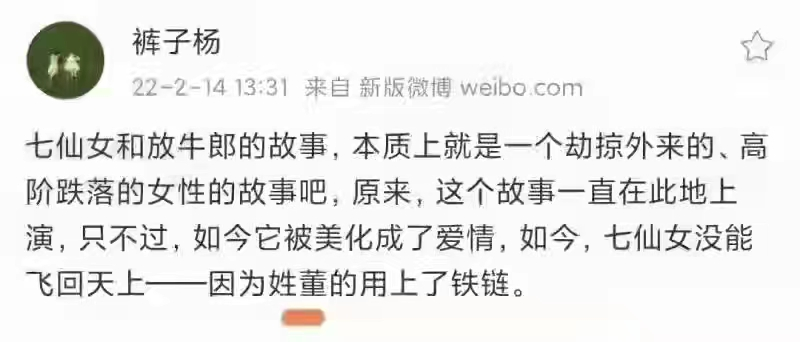 裤子杨
22-2-14 13:31 来自 新版微博 weibo.com
七仙女和放牛郎的故事，本质上就是一个劫掠外来的、高
阶跌落的女性的故事吧，原来，这个故事一直在此地上
演，只不过，如今它被美化成了爱情，如今，七仙女没能
飞回天上——因为姓董的用上了铁链。